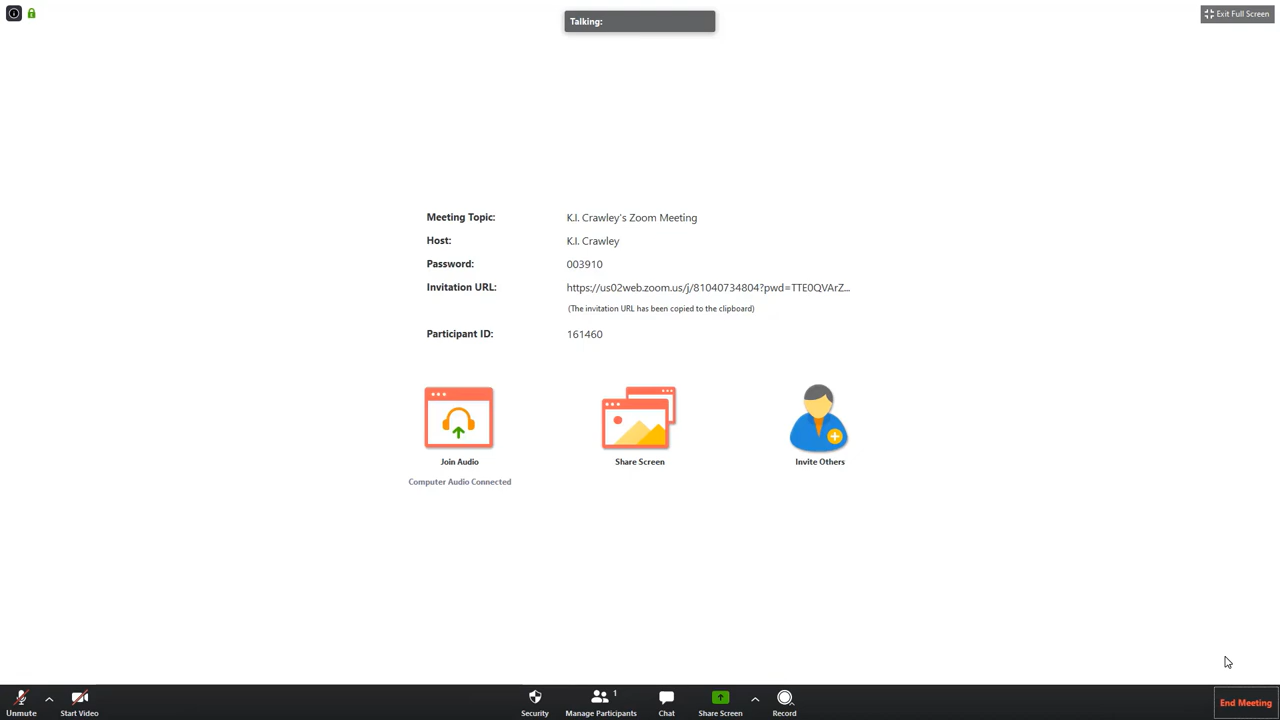 Talking:
Exit Full Screen
Meeting Topic: K.I. Crawley's Zoom Meeting
Host: K.I. Crawley
Password: 003910
Invitation URL: https://us02web.zoom.us/j/81040734804?pwd=TTE0QVArZ...
(The invitation URL has been copied to the clipboard)
Participant ID: 161460
Join Audio Share Screen Invite Others
Computer Audio Connected
1
Unmute Start Video Security Manage Participants Chat Share Screen Record End Meeting